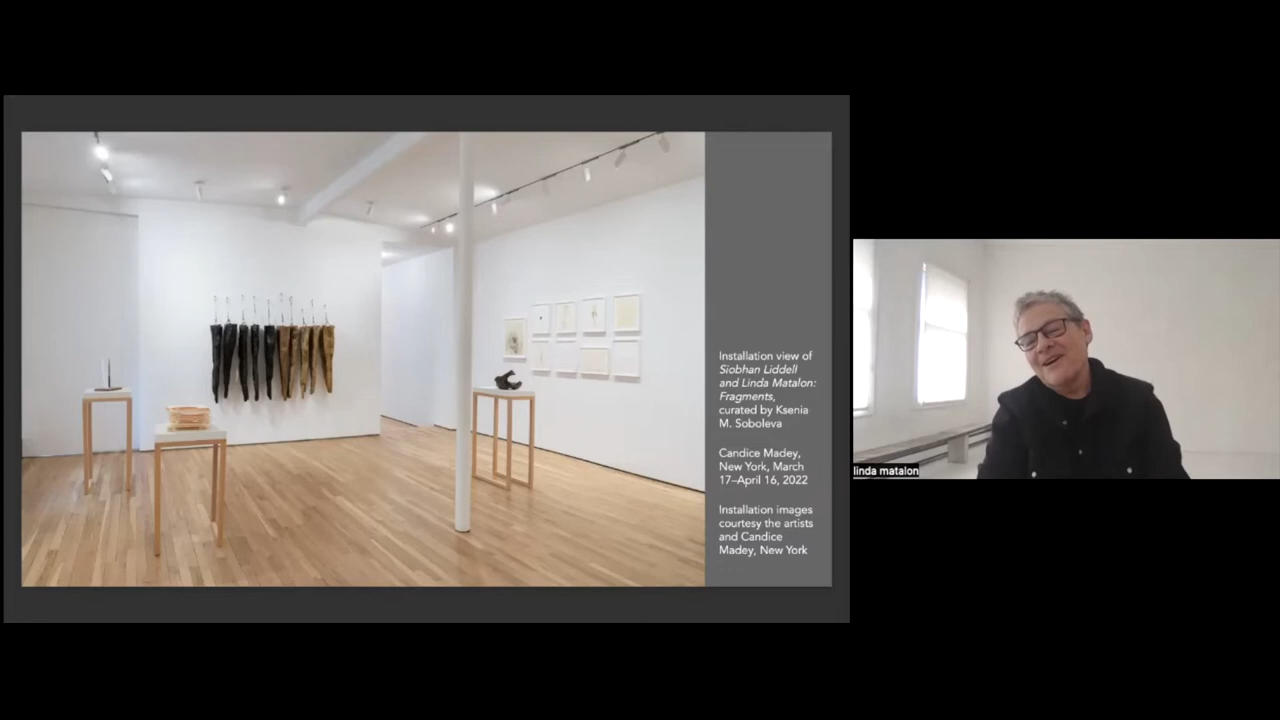 Installation view of
Siobhan Liddell
and Linda Matalon:
Fragments,
curated by Ksenia
M. Soboleva
Candice Madey,
New York, March
17–April 16, 2022
Installation images
courtesy the artists
and Candice
Madey, New York
linda matalon